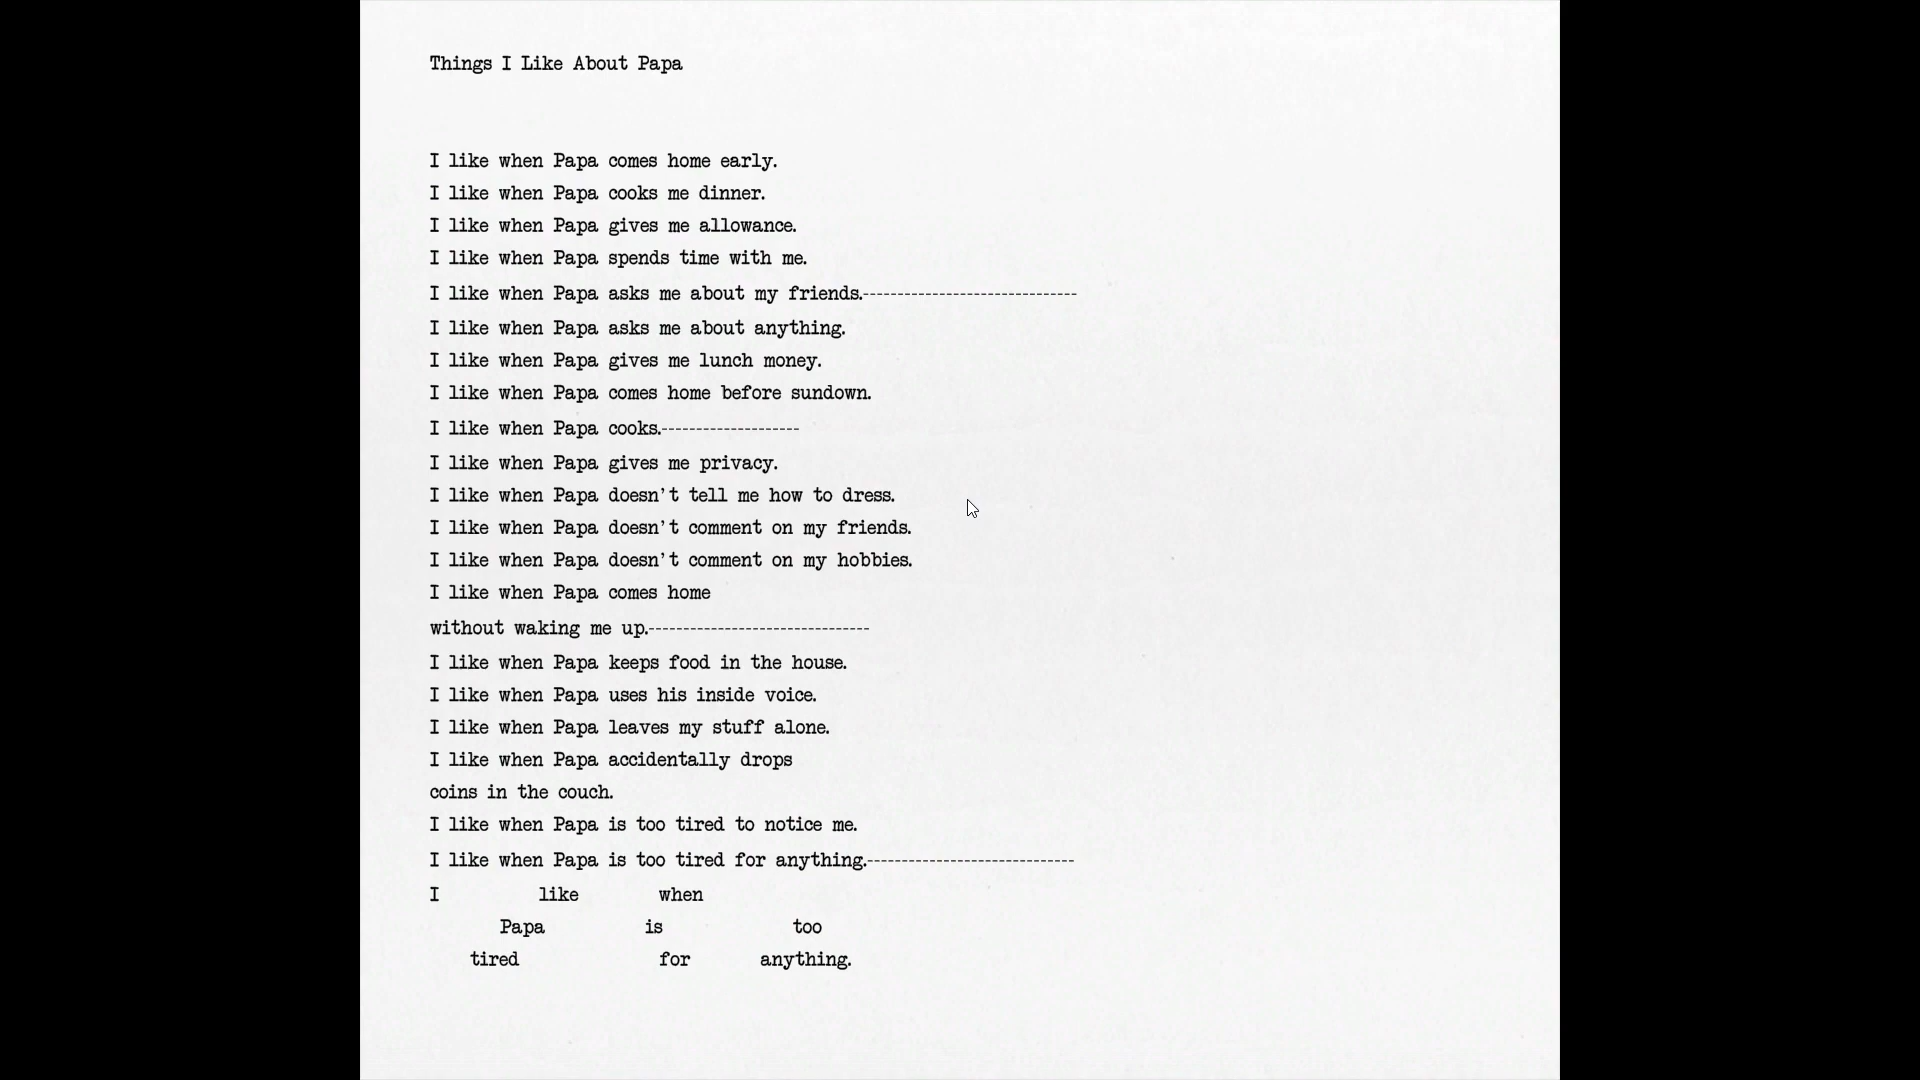 Things I Like About Papa
I like when Papa comes home early.
I like when Papa cooks me dinner.
I like when Papa gives me allowance.
I like when Papa spends time with me.
I like when Papa asks me about my friends.-------------------------------
I like when Papa asks me about anything.
I like when Papa gives me lunch money.
I like when Papa comes home before sundown.
I like when Papa cooks.--------------------
I like when Papa gives me privacy.
I like when Papa doesn't tell me how to dress.
I like when Papa doesn't comment on my friends.
I like when Papa doesn't comment on my hobbies.
I like when Papa comes home
without waking me up.--------------------------------
I like when Papa keeps food in the house.
I like when Papa uses his inside voice.
I like when Papa leaves my stuff alone.
I like when Papa accidentally drops
coins in the couch.
I like when Papa is too tired to notice me.
I like when Papa is too tired for anything.------------------------------
I like when
Papa is too
tired for anything.